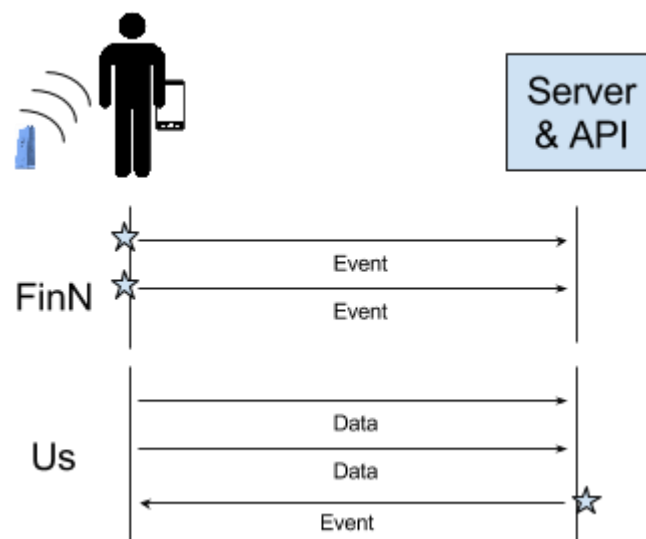 Server
& API
Event
FinN
Event
Data
Us
Data
Event